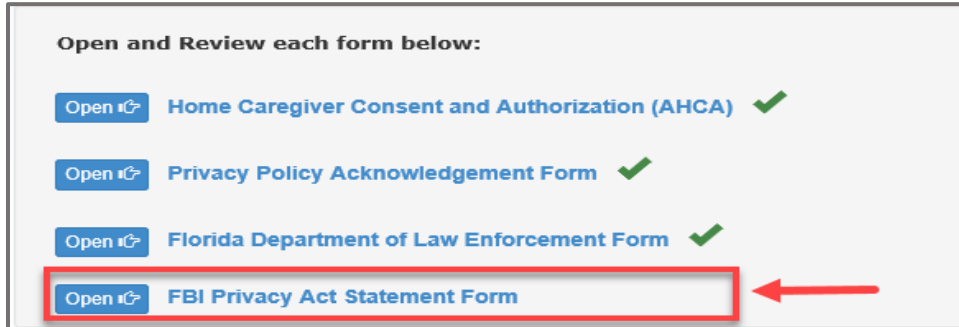 Open and Review each form below:
Open Home Caregiver Consent and Authorization (AHCA)
Open Privacy Policy Acknowledgement Form
Open Florida Department of Law Enforcement Form
Open FBI Privacy Act Statement Form